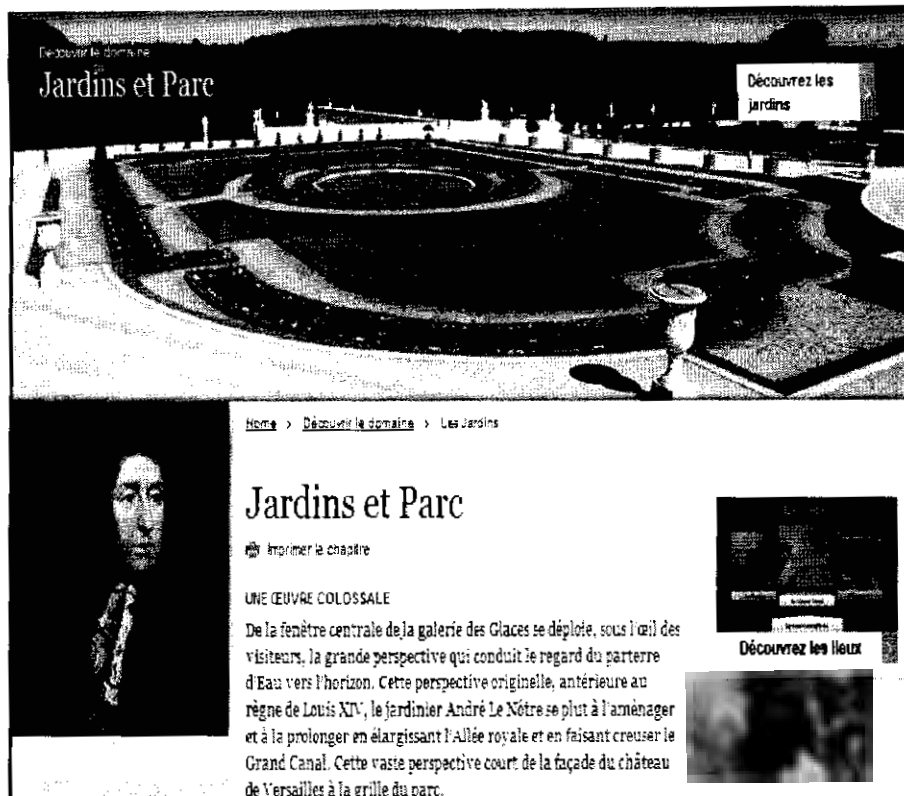 Découvrir le domaine
Jardins et Parc
Découvrez les
jardins
Home > Découvrir le domaine > Les Jardins
Jardins et Parc
Imprimer le chapitre
UNE ŒUVRE COLOSSALE
De la fenêtre centrale de la galerie des Glaces se déploie, sous l'œil des
visiteurs, la grande perspective qui conduit le regard du parterre
d'Eau vers l'horizon. Cette perspective originelle, antérieure au
règne de Louis XIV, le jardinier André Le Nôtre se plut à l'aménager
et à la prolonger en élargissant l'Allée royale et en faisant creuser le
Grand Canal. Cette vaste perspective court de la façade du château
de Versailles à la grille du parc.
Découvrez les lieux